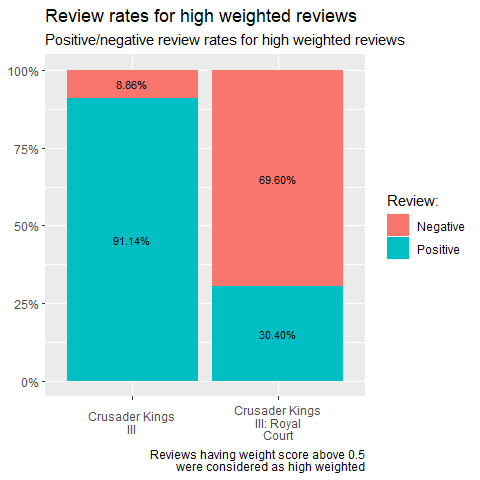 Review rates for high weighted reviews
Positive/negative review rates for high weighted reviews
100%
75%
50%
25%
0%
8.86%
91.14%
69.60%
30.40%
Review:
Negative
Positive
Crusader Kings
III
Crusader Kings
III: Royal
Court
Reviews having weight score above 0.5
were considered as high weighted